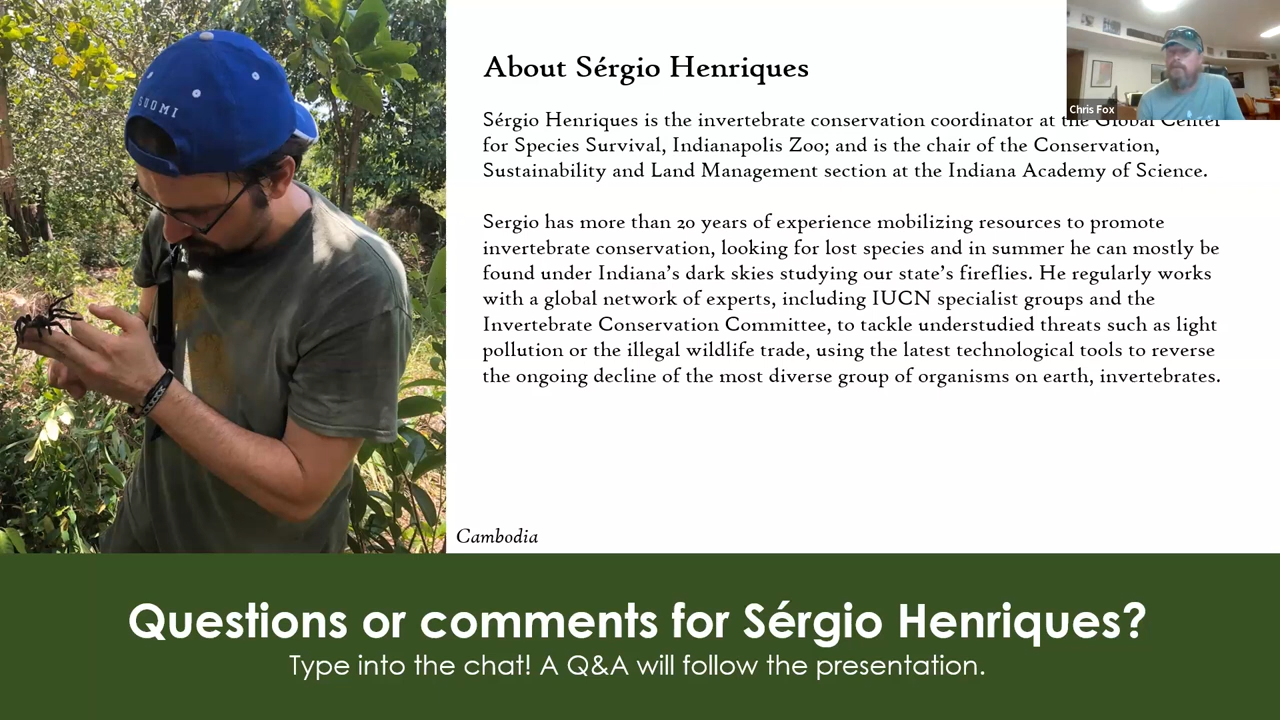 SUOMI
About Sérgio Henriques
Chris Fox
Sérgio Henriques is the invertebrate conservation coordinator at the Global Center
for Species Survival, Indianapolis Zoo; and is the chair of the Conservation,
Sustainability and Land Management section at the Indiana Academy of Science.
Sergio has more than 20 years of experience mobilizing resources to promote
invertebrate conservation, looking for lost species and in summer he can mostly be
found under Indiana's dark skies studying our state's fireflies. He regularly works
with a global network of experts, including IUCN specialist groups and the
Invertebrate Conservation Committee, to tackle understudied threats such as light
pollution or the illegal wildlife trade, using the latest technological tools to reverse
the ongoing decline of the most diverse group of organisms on earth, invertebrates.
Cambodia
Questions or comments for Sérgio Henriques?
Type into the chat! A Q&A will follow the presentation.